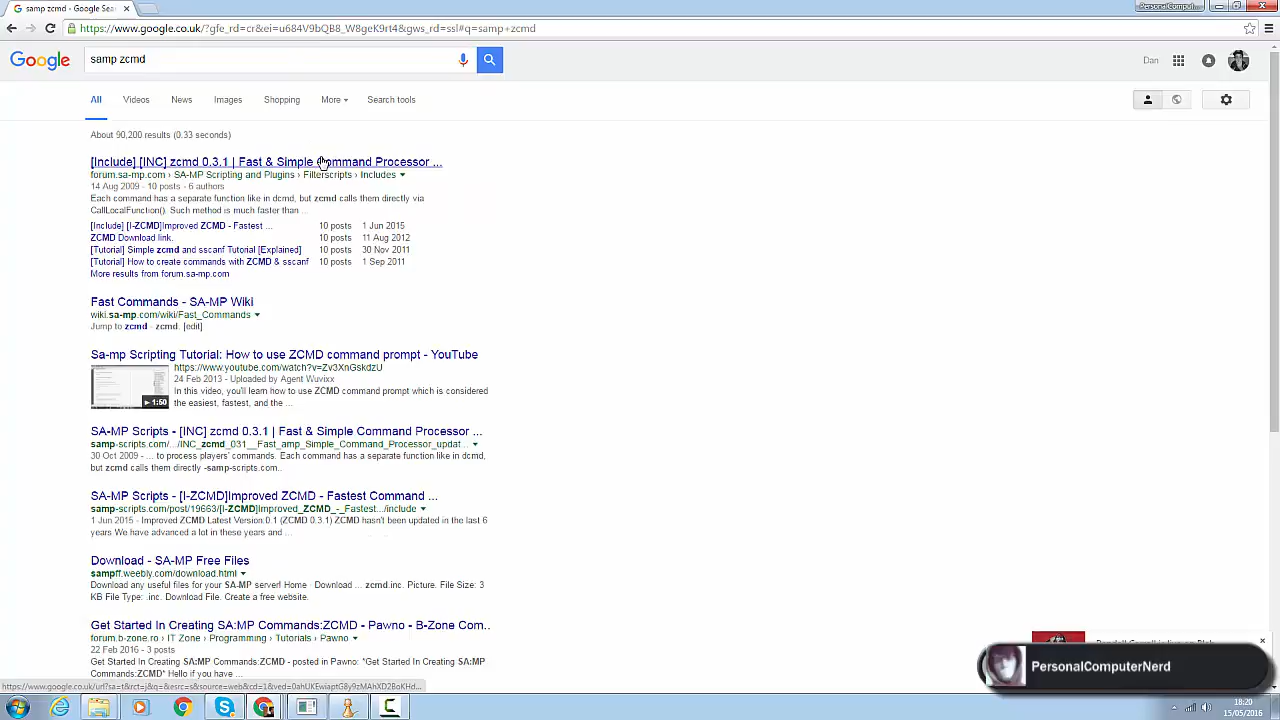 samp zcmd - Google Sea
PersonalComput...
https://www.google.co.uk/?gfe_rd=cr&ei=u684V9bQB8_W8geK9rt4&gws_rd=ssl#q=samp+zcmd
Google
samp zcmd
Dan
All
Videos
News
Images
Shopping
More
Search tools
About 90,200 results (0.33 seconds)
[Include] [INC] zcmd 0.3.1 | Fast & Simple Command Processor ...
forum.sa-mp.com › SA-MP Scripting and Plugins › Filterscripts › Includes
14 Aug 2009 - 10 posts - 6 authors
Each command has a separate function like in dcmd, but zcmd calls them directly via
CallLocalFunction(). Such method is much faster than ...
[Include] [I-ZCMD]Improved ZCMD - Fastest ... 10 posts 1 Jun 2015
ZCMD Download link. 10 posts 11 Aug 2012
[Tutorial] Simple zcmd and sscanf Tutorial [Explained] 10 posts 30 Nov 2011
[Tutorial] How to create commands with ZCMD & sscanf 10 posts 1 Sep 2011
More results from forum.sa-mp.com
Fast Commands - SA-MP Wiki
wiki.sa-mp.com/wiki/Fast_Commands
Jump to zcmd - zcmd. [edit]
Sa-mp Scripting Tutorial: How to use ZCMD command prompt - YouTube
https://www.youtube.com/watch?v=Zv3XnGskdzU
24 Feb 2013 - Uploaded by Agent Wuvixx
In this video, you'll learn how to use ZCMD command prompt which is considered
the easiest, fastest, and the ...
1:50
SA-MP Scripts - [INC] zcmd 0.3.1 | Fast & Simple Command Processor ...
samp-scripts.com/.../INC_zcmd_031__Fast_amp_Simple_Command_Processor_updat...
30 Oct 2009 - ... to process players' commands. Each command has a separate function like in dcmd,
but zcmd calls them directly -samp-scripts.com..
SA-MP Scripts - [I-ZCMD]Improved ZCMD - Fastest Command ...
samp-scripts.com/post/19663/[I-ZCMD]Improved_ZCMD_-_Fastest.../include
1 Jun 2015 - Improved ZCMD Latest Version:0.1 (ZCMD 0.3.1) ZCMD hasn't been updated in the last 6
years We have advanced a lot in these years and ...
Download - SA-MP Free Files
sampff.weebly.com/download.html
Download any useful files for your SA-MP server! Home · Download ... zcmd.inc. Picture. File Size: 3
KB File Type: .inc. Download File. Create a free website.
Get Started In Creating SA:MP Commands:ZCMD - Pawno - B-Zone Com...
forum.b-zone.ro › IT Zone › Programming › Tutorials › Pawno
22 Feb 2016 - 3 posts
Get Started In Creating SA:MP Commands:ZCMD - posted in Pawno: *Get Started In Creating SA:MP
Commands:ZCMD* Hello if you have ...
PersonalComputerNerd
18:20
15/05/2016